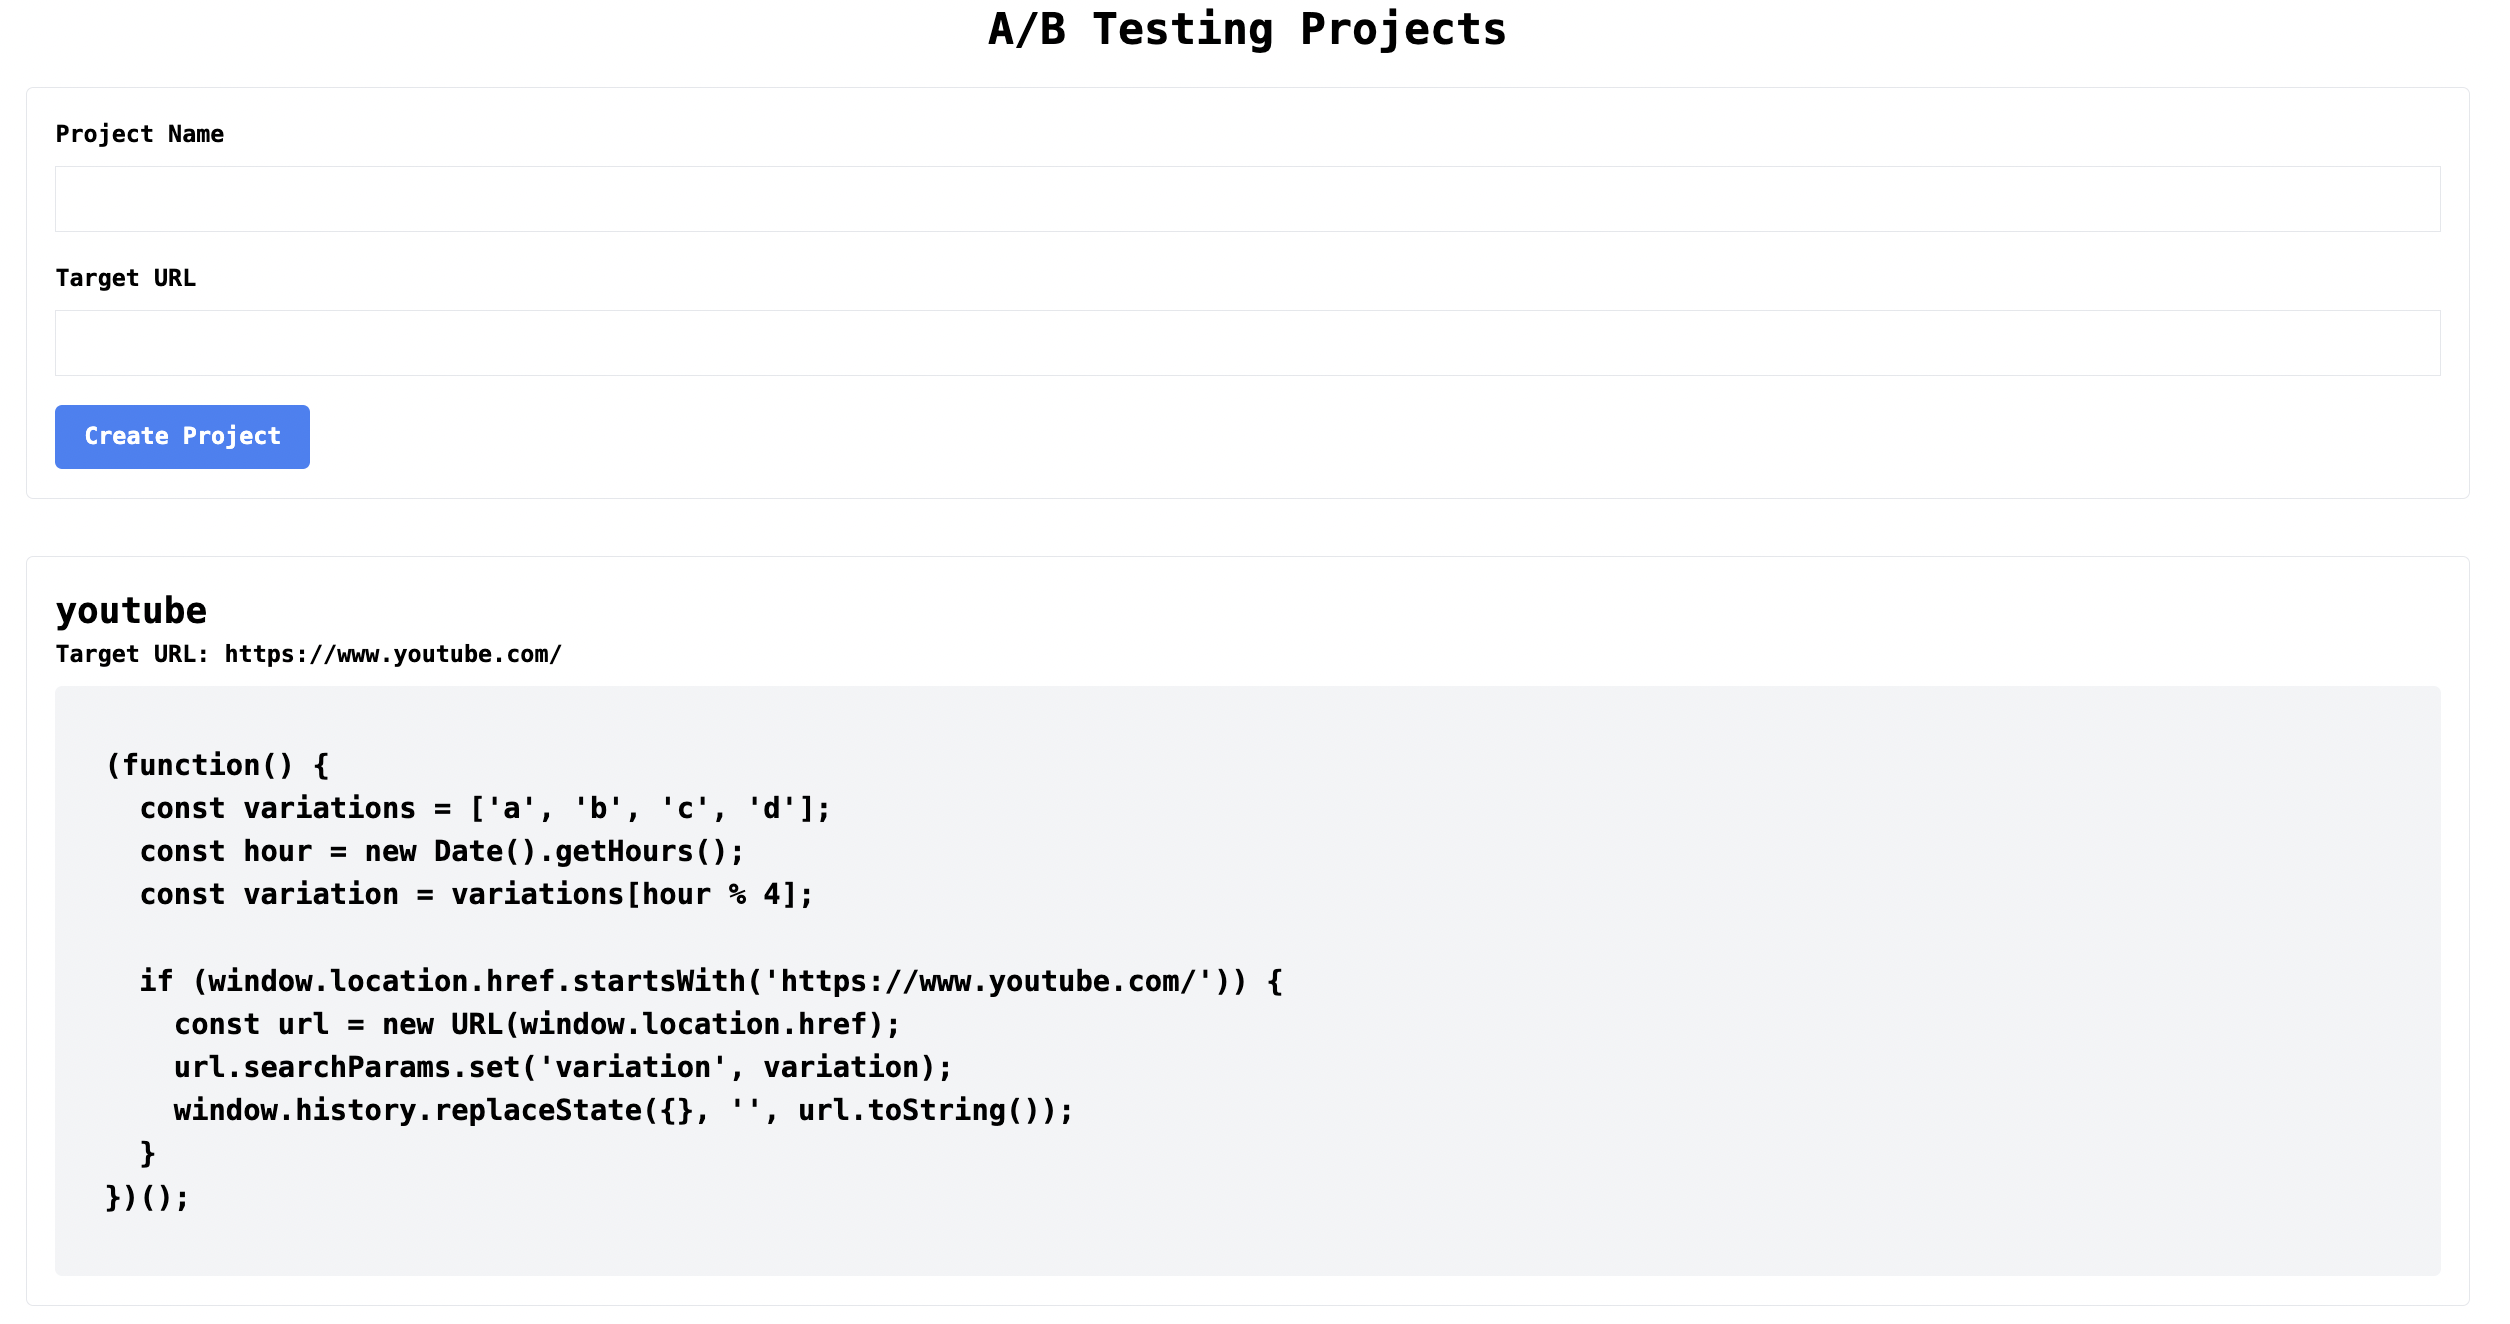 A/B Testing Projects
Project Name
Target URL
Create Project
youtube
Target URL: https://www.youtube.com/
(function() {
  const variations = ['a', 'b', 'c', 'd'];
  const hour = new Date().getHours();
  const variation = variations[hour % 4];
  if (window.location.href.startsWith('https://www.youtube.com/')) {
    const url = new URL(window.location.href);
    url.searchParams.set('variation', variation);
    window.history.replaceState({}, '', url.toString());
  }
})();